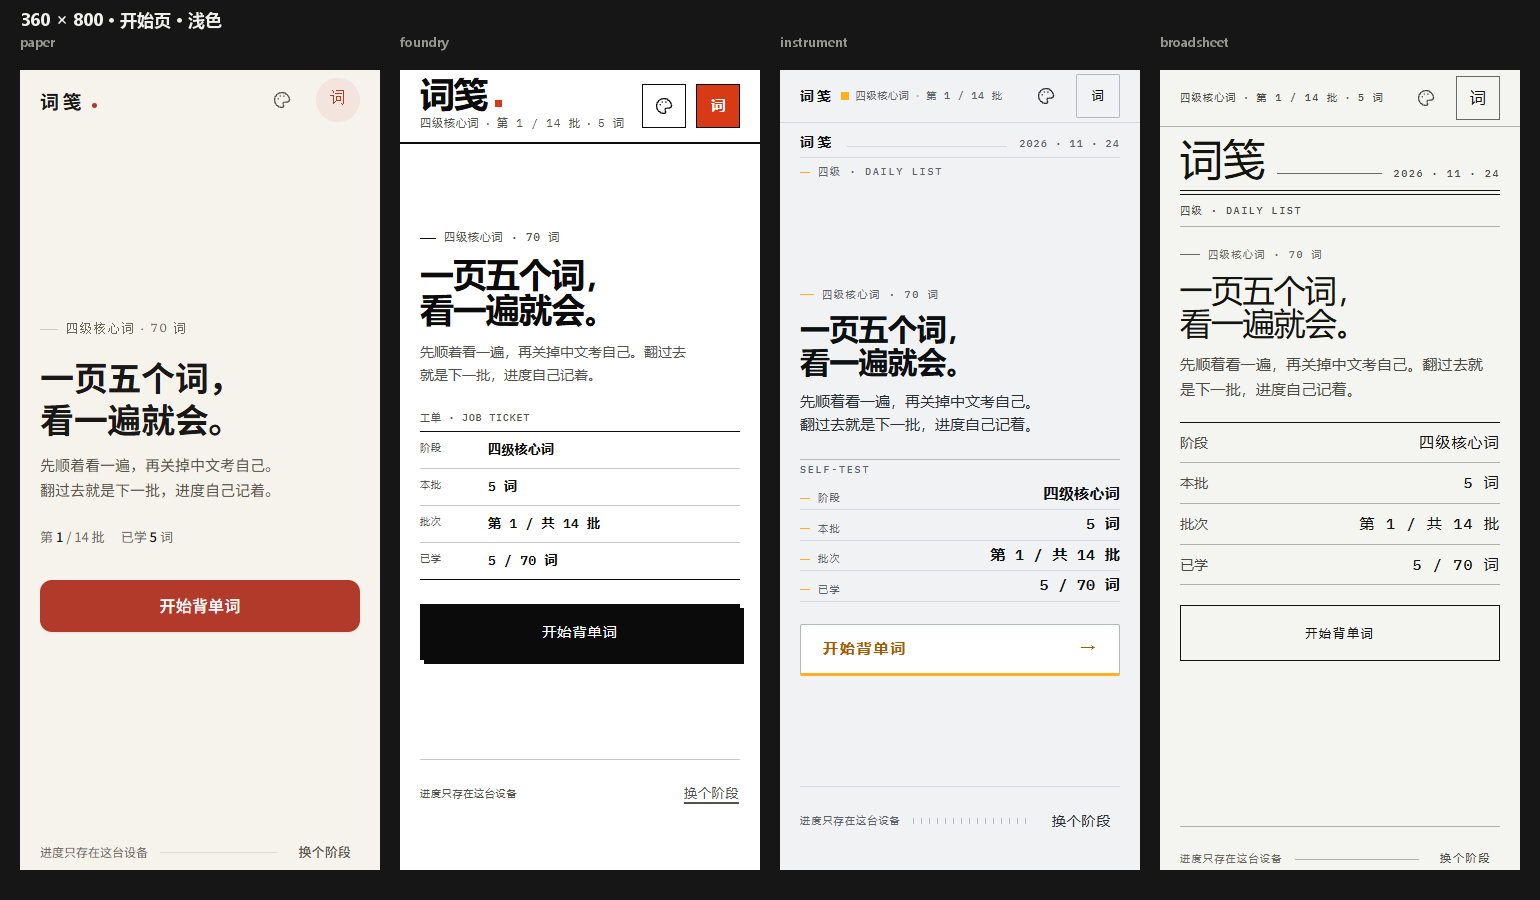 360 × 800 • 开始页 • 浅色
paper
词笺
词
四级核心词 · 70 词
一页五个词，
看一遍就会。
先顺着看一遍，再关掉中文考自己。
翻过去就是下一批，进度自己记着。
第 1 / 14 批 已学 5 词
开始背单词
进度只存在这台设备 换个阶段
foundry
词笺
四级核心词 · 第 1 / 14 批 · 5 词
词
四级核心词 · 70 词
一页五个词，
看一遍就会。
先顺着看一遍，再关掉中文考自己。翻过去
就是下一批，进度自己记着。
工单 · JOB TICKET
阶段 四级核心词
本批 5 词
批次 第 1 / 共 14 批
已学 5 / 70 词
开始背单词
进度只存在这台设备 换个阶段
instrument
词笺 四级核心词 · 第 1 / 14 批
词
词笺 2026 · 11 · 24
四级 · DAILY LIST
四级核心词 · 70 词
一页五个词，
看一遍就会。
先顺着看一遍，再关掉中文考自己。
翻过去就是下一批，进度自己记着。
SELF-TEST
阶段 四级核心词
本批 5 词
批次 第 1 / 共 14 批
已学 5 / 70 词
开始背单词 →
进度只存在这台设备 换个阶段
broadsheet
四级核心词 · 第 1 / 14 批 · 5 词
词
词笺 2026 · 11 · 24
四级 · DAILY LIST
四级核心词 · 70 词
一页五个词，
看一遍就会。
先顺着看一遍，再关掉中文考自己。翻过去就
是下一批，进度自己记着。
阶段 四级核心词
本批 5 词
批次 第 1 / 共 14 批
已学 5 / 70 词
开始背单词
进度只存在这台设备 换个阶段